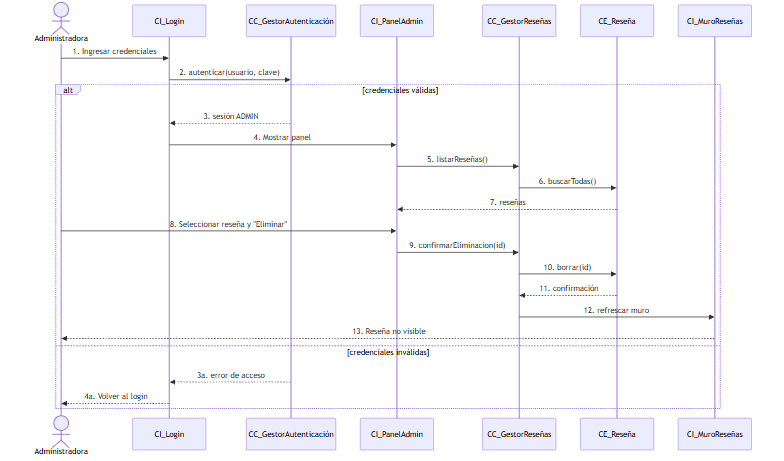 CI_Login
CC_GestorAutenticación
CI_PanelAdmin
CC_GestorReseñas
CE_Reseña
CI_MuroReseñas
Administradora
1. Ingresar credenciales
2. autenticar(usuario, clave)
alt
[credenciales válidas]
3. sesión ADMIN
4. Mostrar panel
5. listarReseñas()
6. buscarTodas()
7. reseñas
8. Seleccionar reseña y "Eliminar"
9. confirmarEliminacion(id)
10. borrar(id)
11. confirmación
12. refrescar muro
13. Reseña no visible
[credenciales inválidas]
3a. error de acceso
4a. Volver al login
CI_Login
CC_GestorAutenticación
CI_PanelAdmin
CC_GestorReseñas
CE_Reseña
CI_MuroReseñas
Administradora